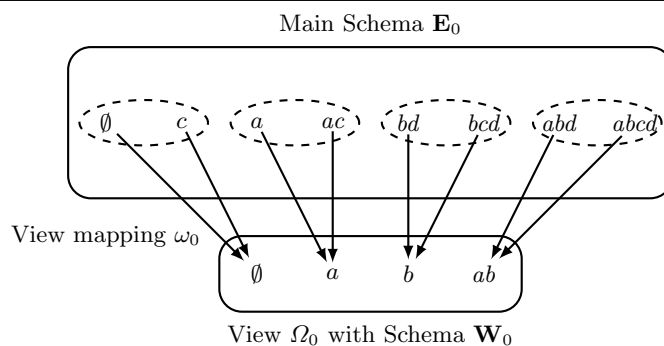 Main Schema E₀
∅ c a ac bd bcd abd abcd
View mapping ω₀
∅ a b ab
View Ω₀ with Schema W₀